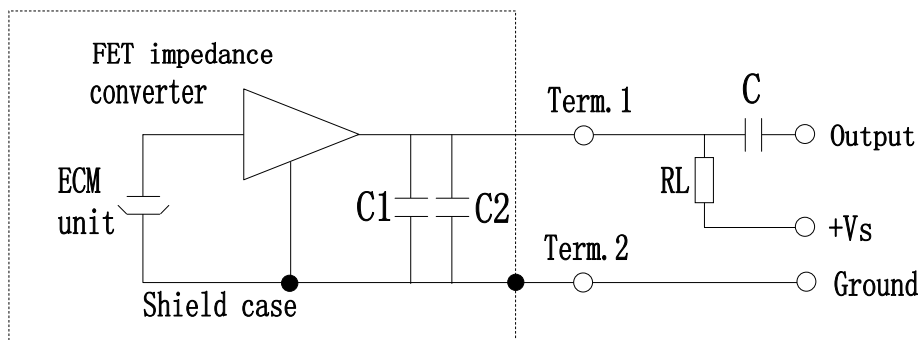 FET impedance
converter
Term.1
C
Output
ECM
unit
C1
C2
RL
+Vs
Term.2
Ground
Shield case